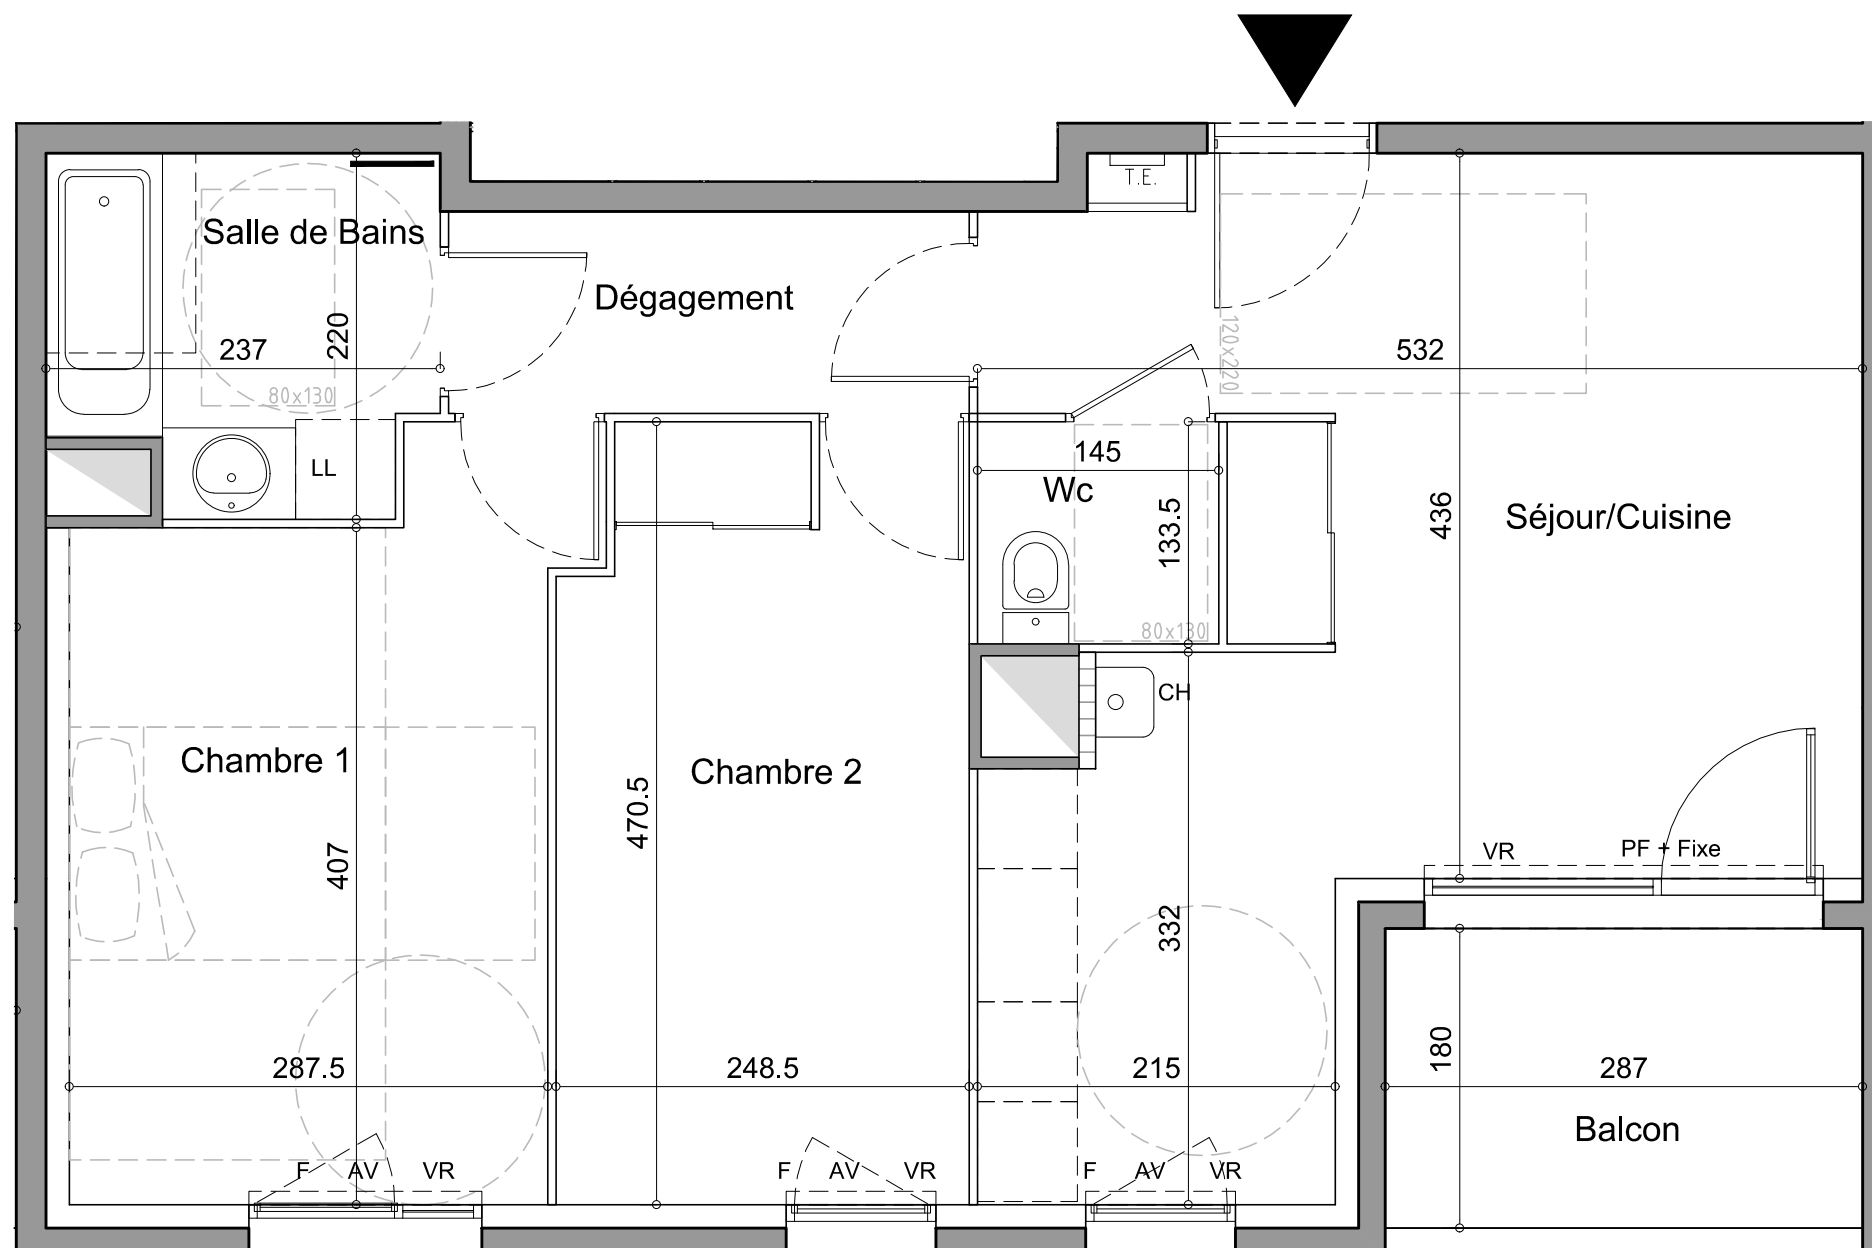 T.E.
Salle de Bains
Dégagement
120x220
237
220
532
80x130
145
LL
Wc
133.5
436
Séjour/Cuisine
80x130
CH
Chambre 1
Chambre 2
470.5
407
VR
PF + Fixe
332
180
287.5
248.5
215
287
Balcon
F AV VR
F AV VR
F AV VR